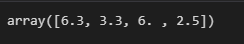 array([6.3, 3.3, 6. , 2.5])